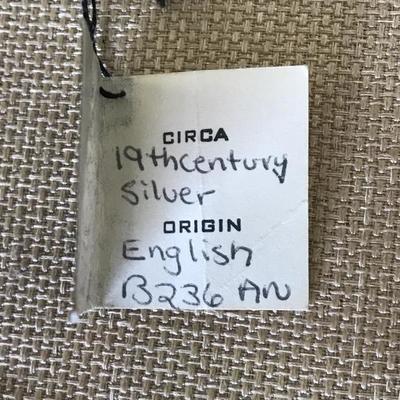 CIRCA
19thcentury
Silver
ORIGIN
English
B236 AN